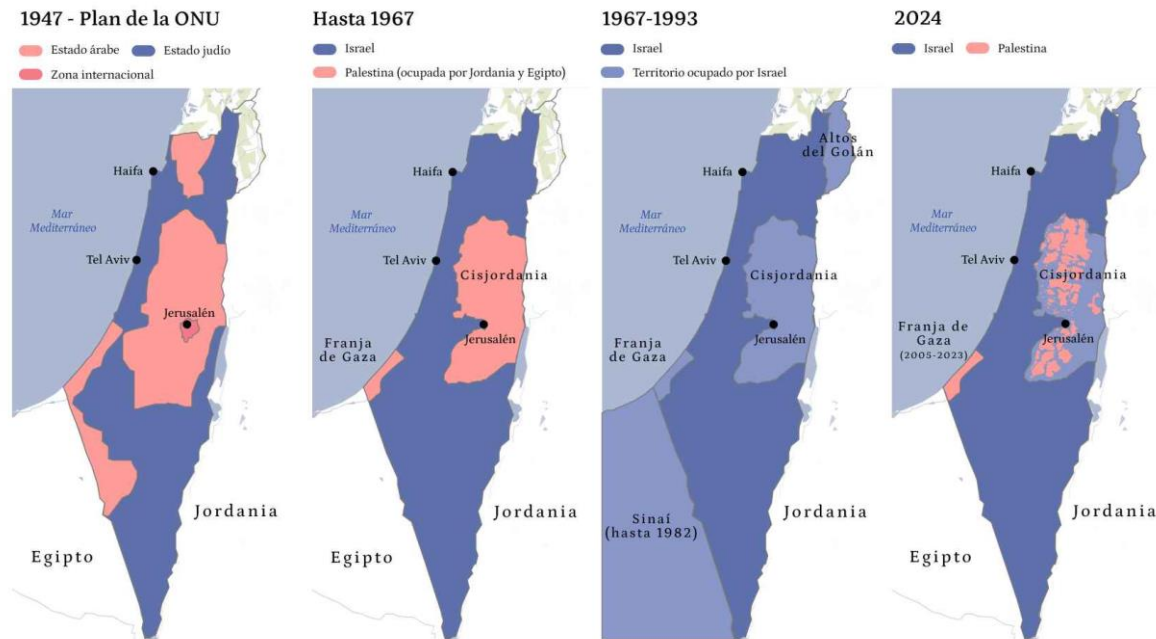 1947 - Plan de la ONU
Estado árabe
Estado judío
Zona internacional
Haifa
Mar
Mediterráneo
Tel Aviv
Jerusalén
Jordania
Egipto
Hasta 1967
Israel
Palestina (ocupada por Jordania y Egipto)
Haifa
Mar
Mediterráneo
Tel Aviv
Cisjordania
Jerusalén
Franja
de Gaza
Jordania
Egipto
1967-1993
Israel
Territorio ocupado por Israel
Altos
del Golán
Haifa
Mar
Mediterráneo
Tel Aviv
Cisjordania
Jerusalén
Franja
de Gaza
Jordania
Sinaí
(hasta 1982)
2024
Israel
Palestina
Haifa
Mar
Mediterráneo
Tel Aviv
Cisjordania
Jerusalén
Franja de
Gaza
(2005-2023)
Jordania
Egipto